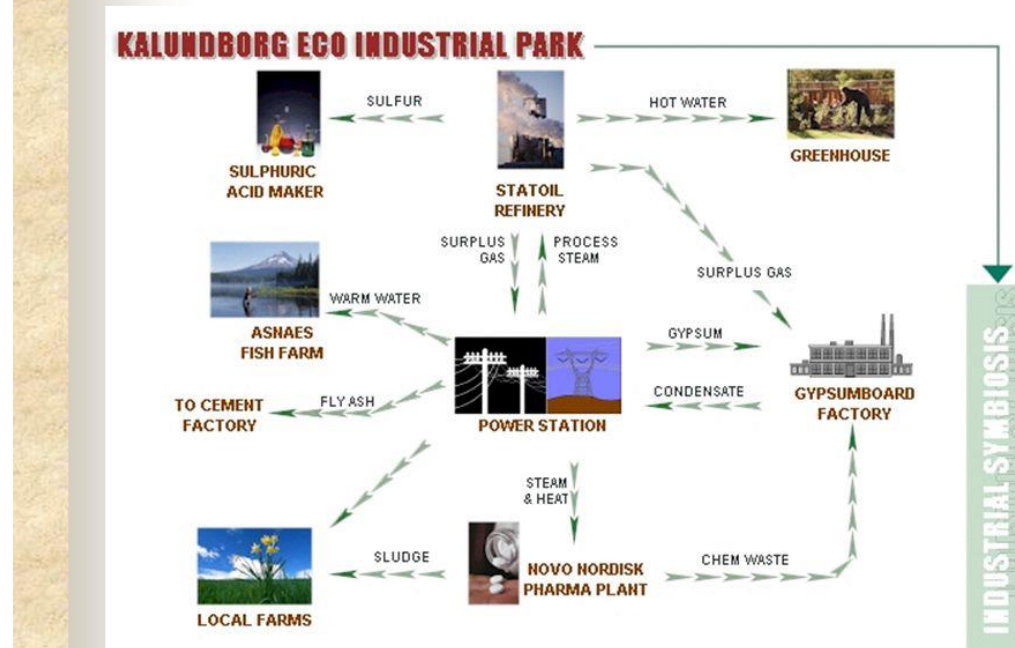 KALUNDBORG ECO INDUSTRIAL PARK
SULFUR
HOT WATER
SULPHURIC
ACID MAKER
STATOIL
REFINERY
GREENHOUSE
SURPLUS
GAS
PROCESS
STEAM
SURPLUS GAS
WARM WATER
ASNAES
FISH FARM
GYPSUM
CONDENSATE
GYPSUMBOARD
FACTORY
TO CEMENT
FACTORY
FLY ASH
POWER STATION
STEAM
& HEAT
SLUDGE
LOCAL FARMS
NOVO NORDISK
PHARMA PLANT
CHEM WASTE
INDUSTRIAL SYMBIOSIS